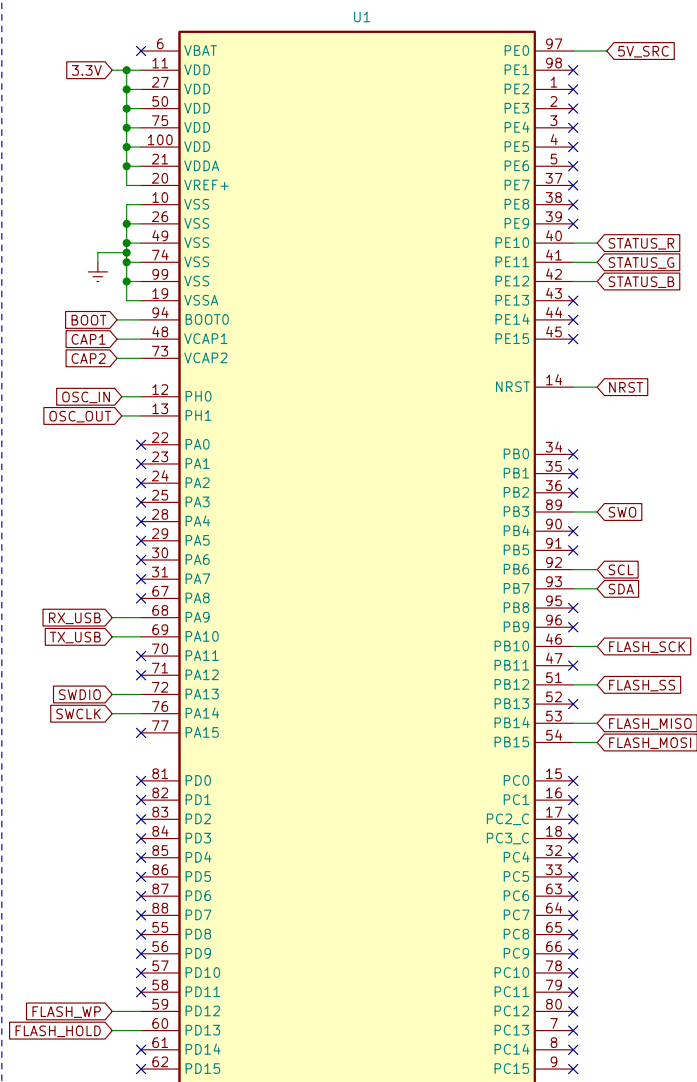 U1
6 VBAT PE0 97 5V_SRC
3.3V 11 VDD PE1 98
27 VDD PE2 1
50 VDD PE3 2
75 VDD PE4 3
100 VDD PE5 4
21 VDDA PE6 5
20 VREF+ PE7 37
10 VSS PE8 38
26 VSS PE9 39
49 VSS PE10 40 STATUS_R
74 VSS PE11 41 STATUS_G
99 VSS PE12 42 STATUS_B
19 VSSA PE13 43
BOOT 94 BOOT0 PE14 44
CAP1 48 VCAP1 PE15 45
CAP2 73 VCAP2
NRST 14 NRST
OSC_IN 12 PH0
OSC_OUT 13 PH1
22 PA0
PB0 34
23 PA1
PB1 35
24 PA2
PB2 36
25 PA3
PB3 89 SWO
28 PA4
PB4 90
29 PA5
PB5 91
30 PA6
PB6 92 SCL
31 PA7
PB7 93 SDA
67 PA8
PB8 95
RX_USB 68 PA9
PB9 96
TX_USB 69 PA10
PB10 46 FLASH_SCK
70 PA11
PB11 47
71 PA12
PB12 51 FLASH_SS
SWDIO 72 PA13
PB13 52
SWCLK 76 PA14
PB14 53 FLASH_MISO
77 PA15
PB15 54 FLASH_MOSI
81 PD0 PC0 15
82 PD1 PC1 16
83 PD2 PC2_C 17
84 PD3 PC3_C 18
85 PD4 PC4 32
86 PD5 PC5 33
87 PD6 PC6 63
88 PD7 PC7 64
55 PD8 PC8 65
56 PD9 PC9 66
57 PD10 PC10 78
58 PD11 PC11 79
FLASH_WP 59 PD12 PC12 80
FLASH_HOLD 60 PD13 PC13 7
61 PD14 PC14 8
62 PD15 PC15 9